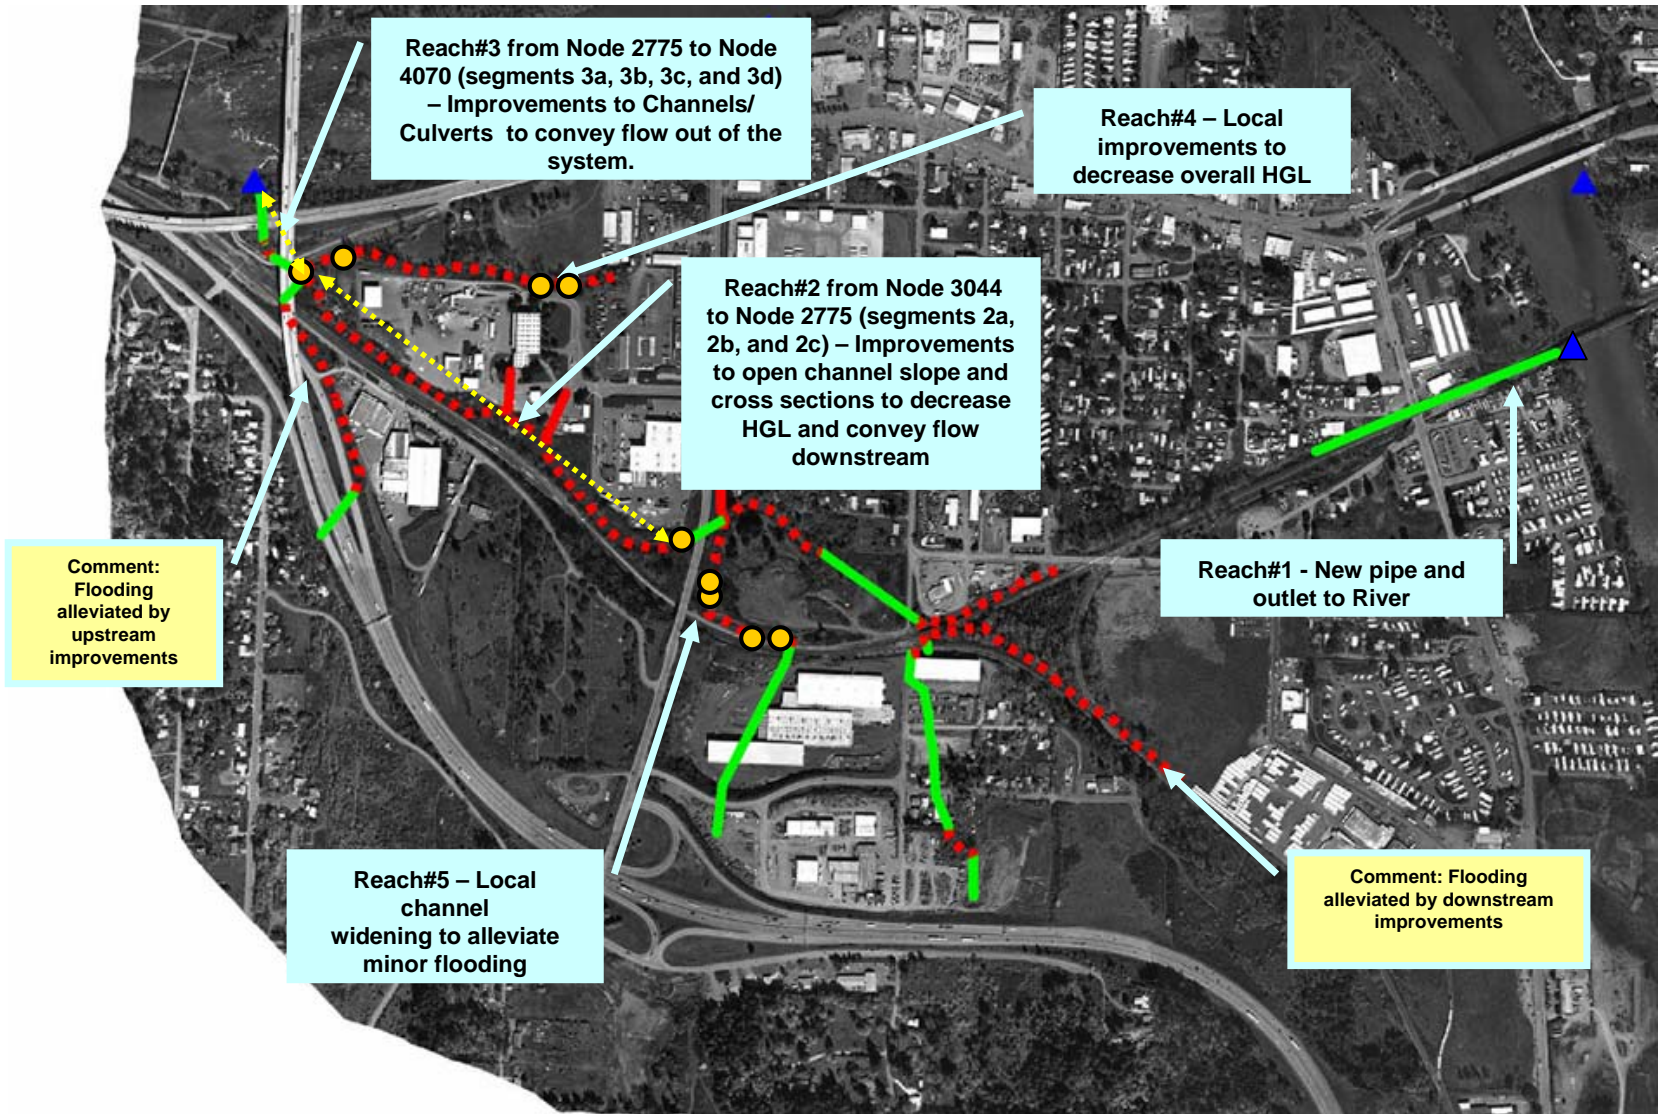 Reach#3 from Node 2775 to Node
4070 (segments 3a, 3b, 3c, and 3d)
– Improvements to Channels/
Culverts to convey flow out of the
system.
Reach#4 – Local
improvements to
decrease overall HGL
Reach#2 from Node 3044
to Node 2775 (segments 2a,
2b, and 2c) – Improvements
to open channel slope and
cross sections to decrease
HGL and convey flow
downstream
Comment:
Flooding
alleviated by
upstream
improvements
Reach#1 - New pipe and
outlet to River
Reach#5 – Local
channel
widening to alleviate
minor flooding
Comment: Flooding
alleviated by downstream
improvements